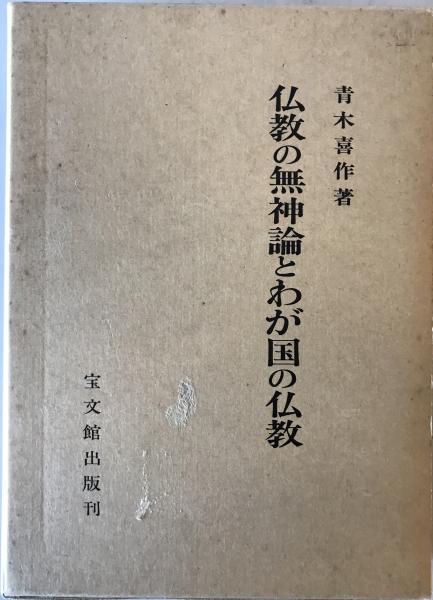 青木喜作著
仏教の無神論とわが国の仏教
宝文館出版刊